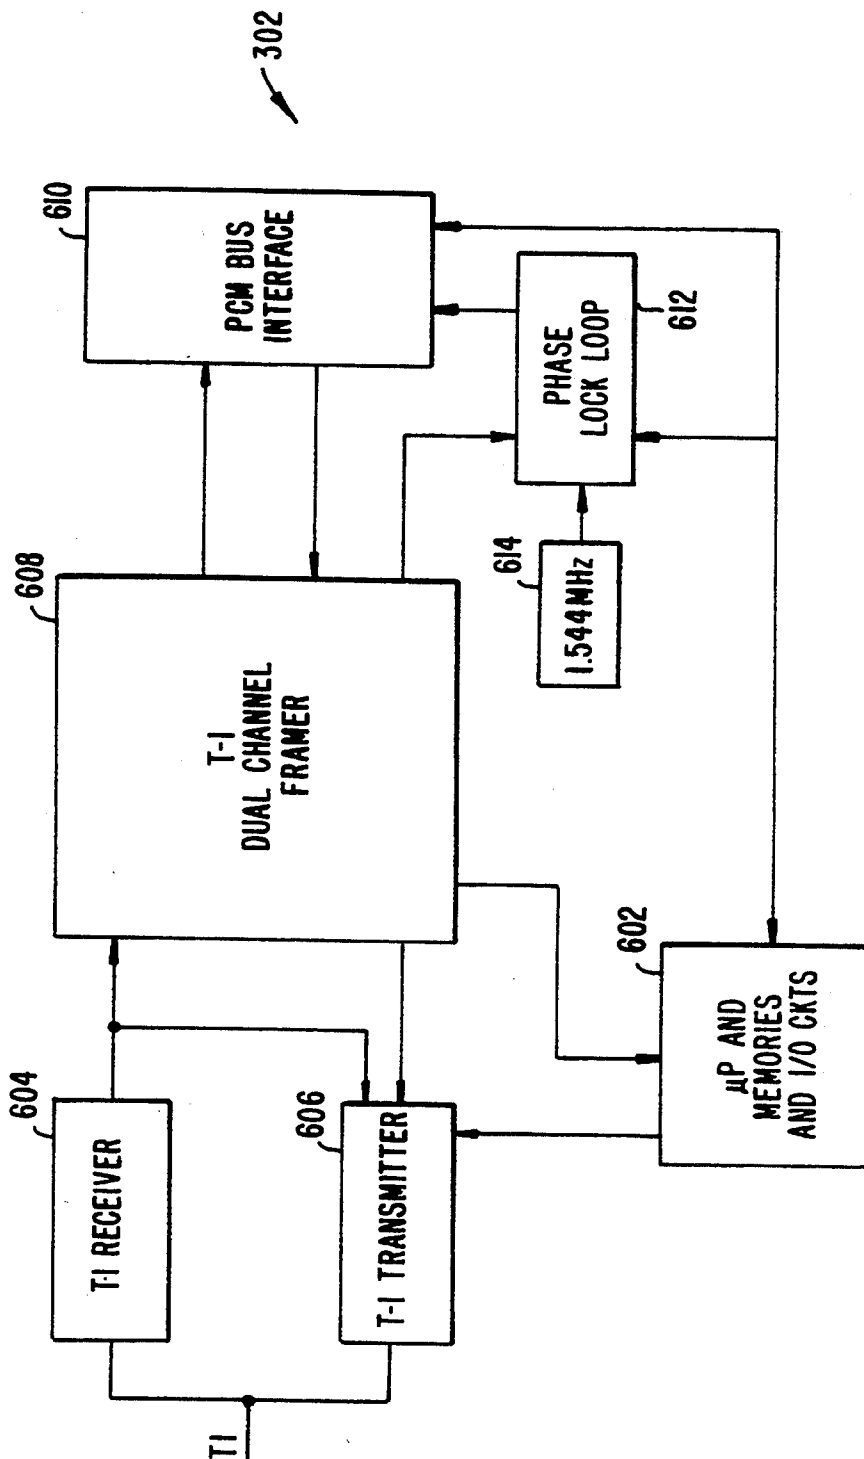 302
610
PCM BUS
INTERFACE
612
PHASE
LOCK LOOP
614
1.544MHz
608
T-1
DUAL CHANNEL
FRAMER
602
µP AND
MEMORIES
AND I/O CKTS
604
T-1 RECEIVER
606
T-1 TRANSMITTER
T1